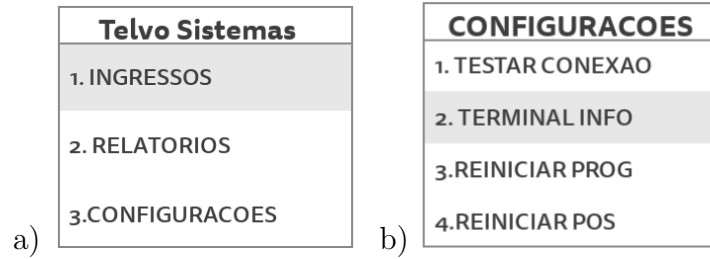 Telvo Sistemas
1. INGRESSOS
2. RELATORIOS
3.CONFIGURACOES
a)
CONFIGURACOES
1. TESTAR CONEXAO
2. TERMINAL INFO
3.REINICIAR PROG
4.REINICIAR POS
b)